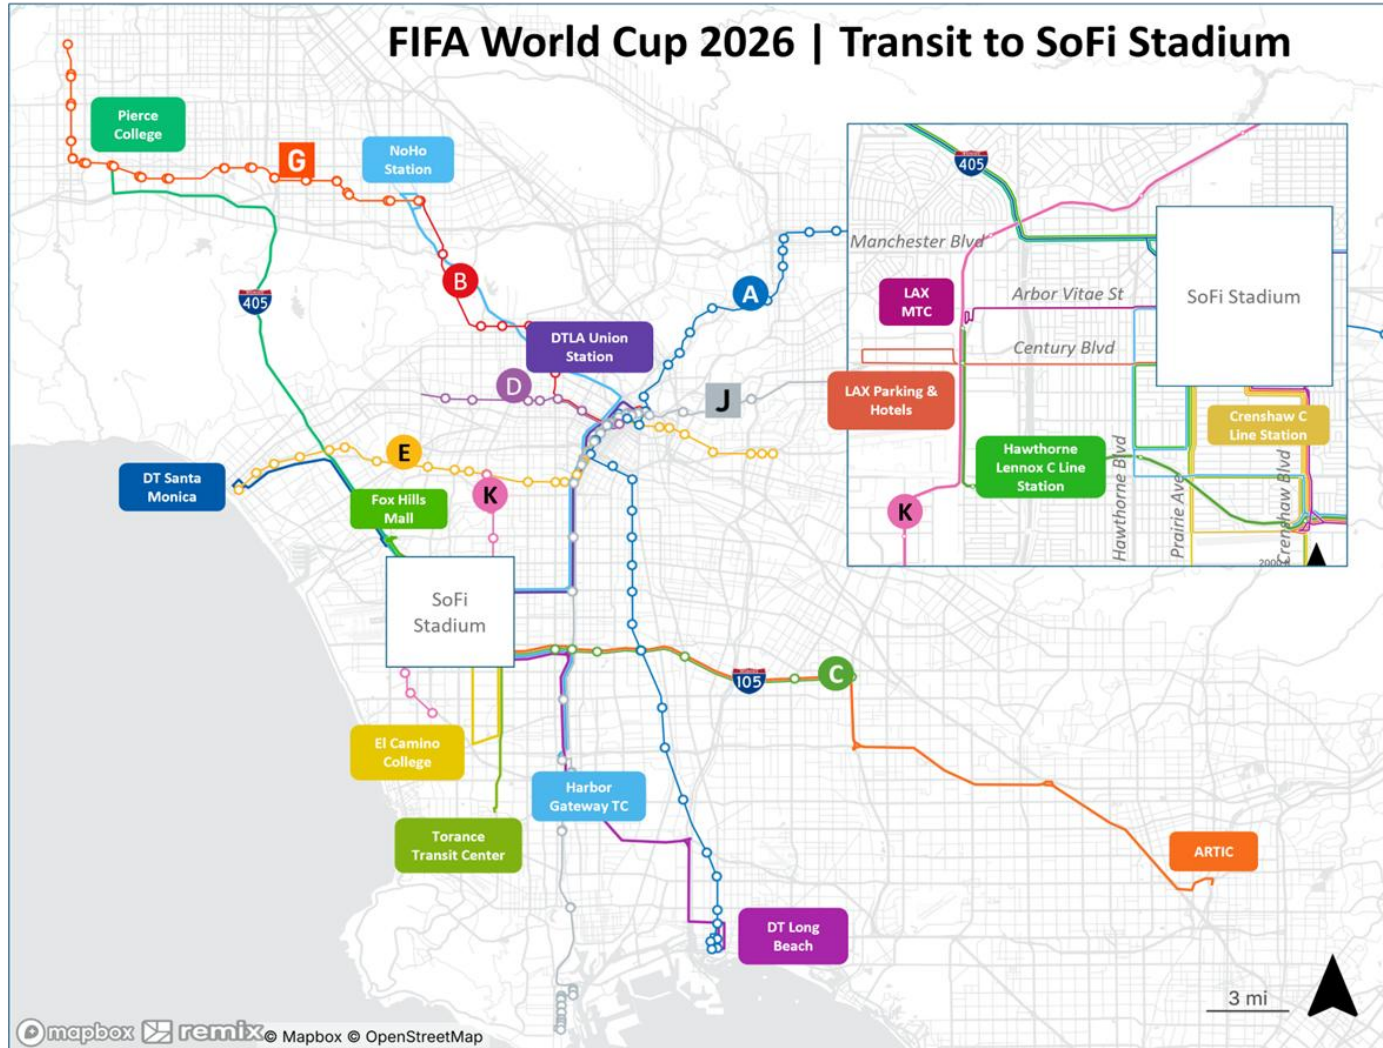 FIFA World Cup 2026 | Transit to SoFi Stadium
Pierce
College
G
NoHo
Station
405
B
A
DTLA Union
Station
D
J
E
K
DT Santa
Monica
Fox Hills
Mall
SoFi
Stadium
105
C
El Camino
College
Harbor
Gateway TC
Torance
Transit Center
ARTIC
DT Long
Beach
405
Manchester Blvd
LAX
MTC
Arbor Vitae St
SoFi Stadium
Century Blvd
LAX Parking &
Hotels
Crenshaw C
Line Station
Hawthorne
Lennox C Line
Station
K
Hawthorne Blvd
Prairie Ave
Crenshaw Blvd
3 mi
mapbox remix © Mapbox © OpenStreetMap